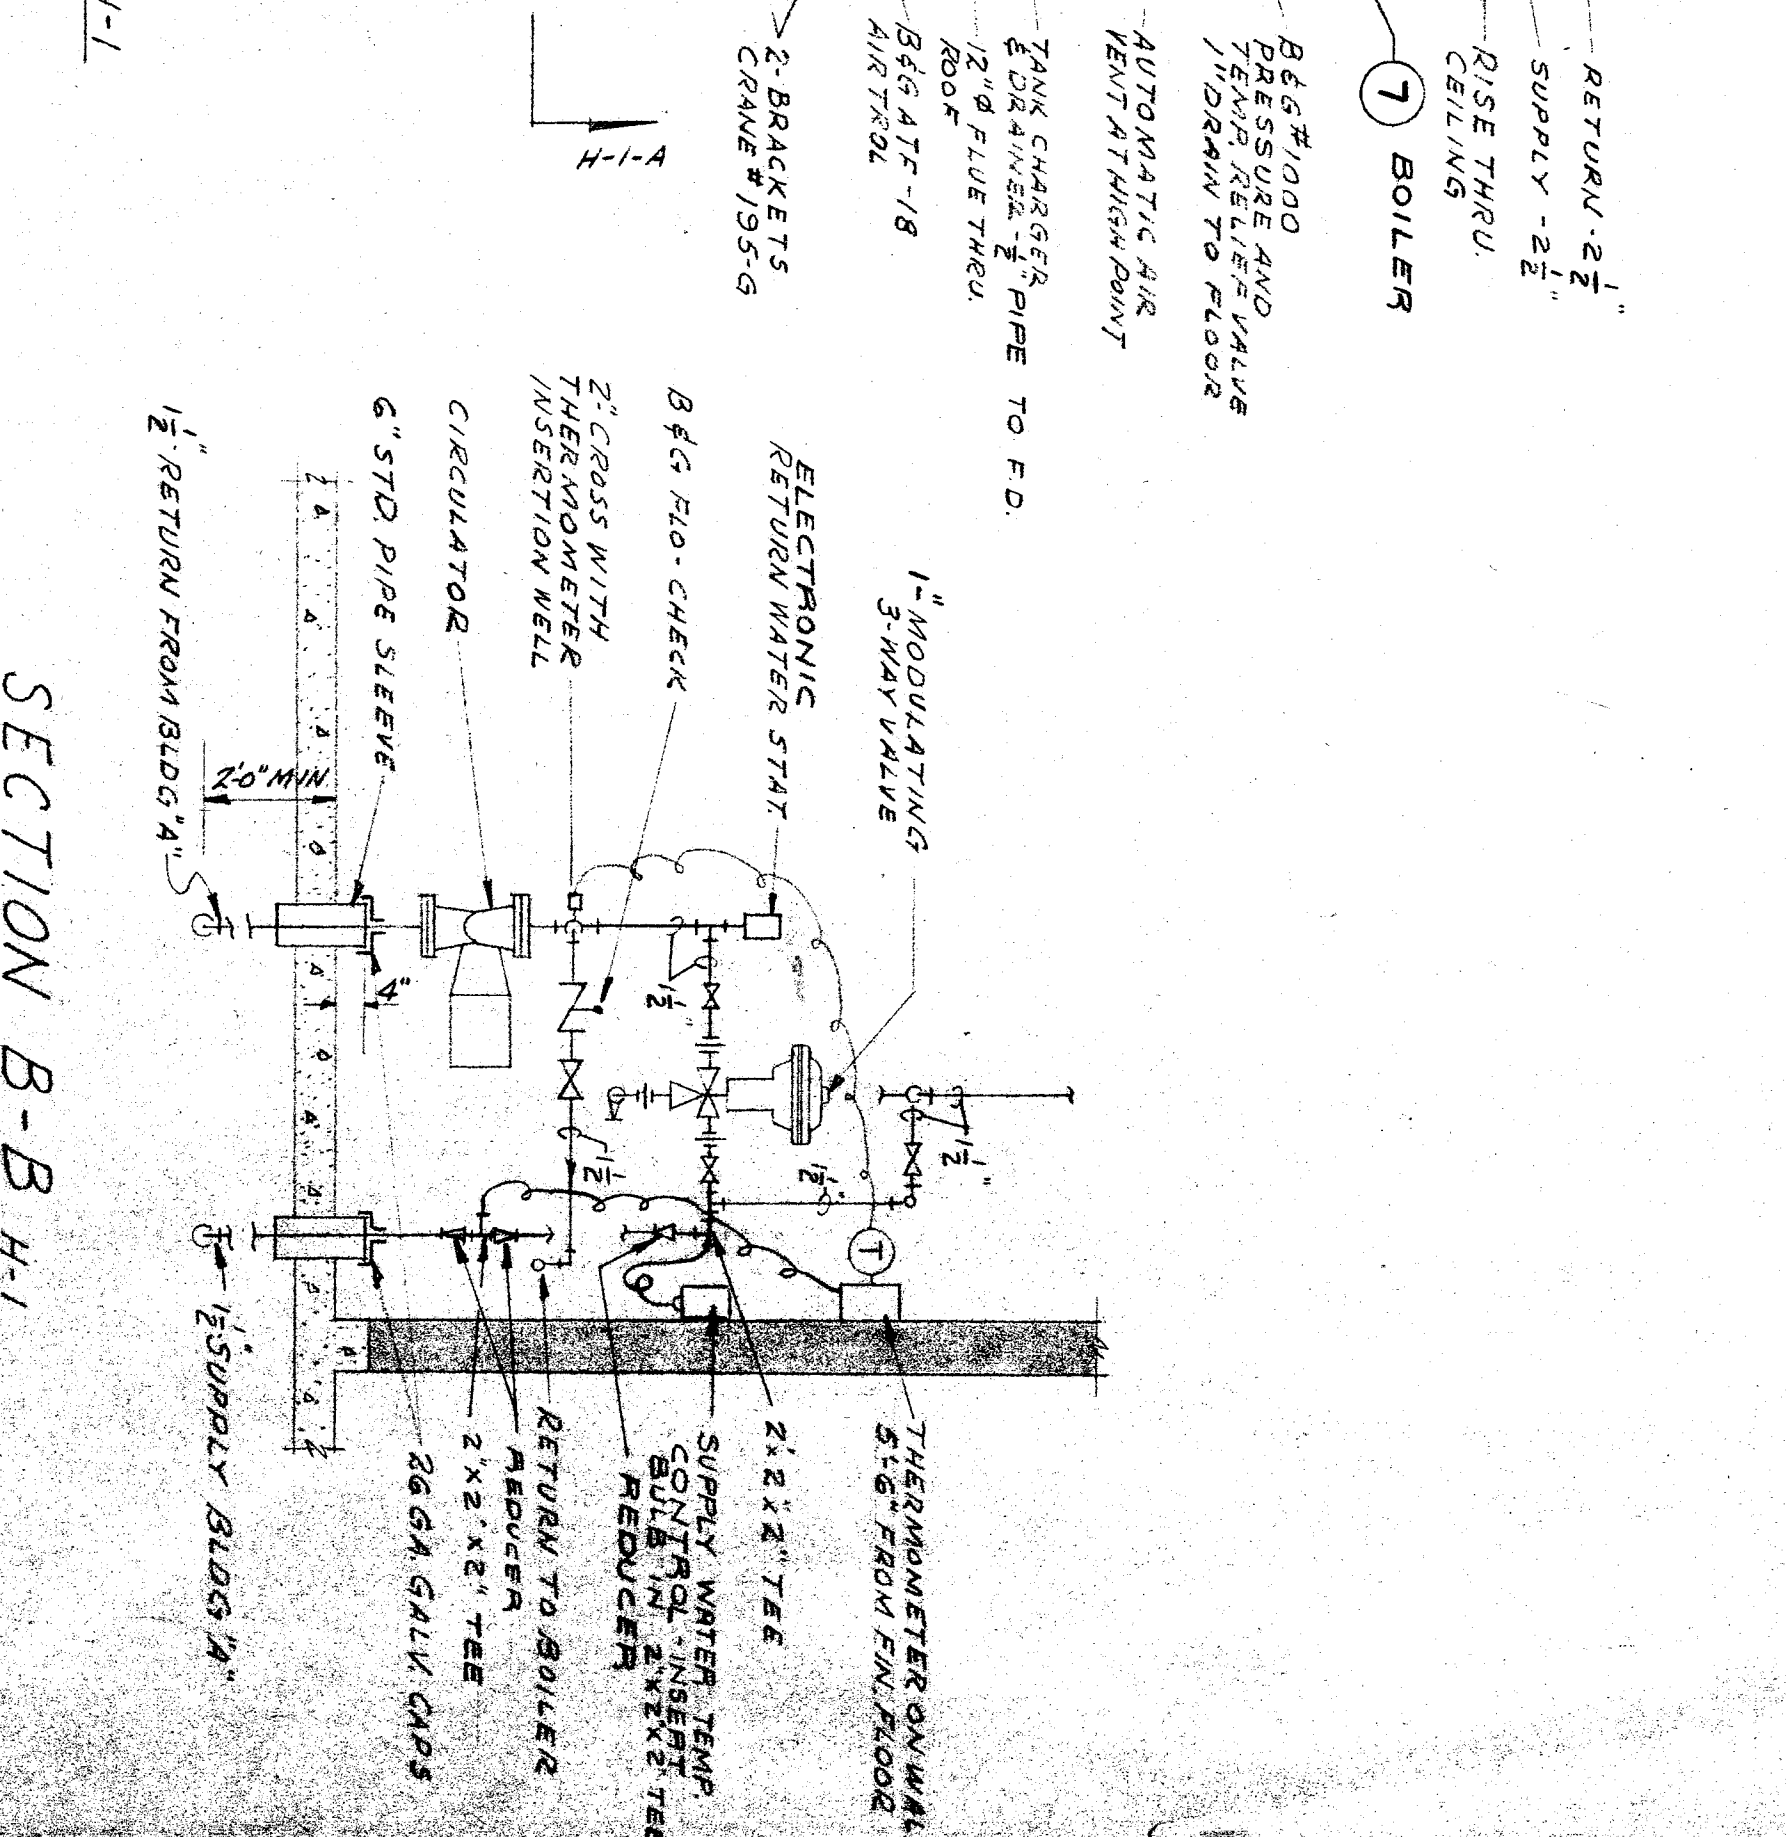 RETURN - 2 1/2"
SUPPLY - 2 1/2"
RISE THRU.
CEILING
7 BOILER
B & G #1000
PRESSURE AND
TEMP. RELIEF VALVE
1" DRAIN TO FLOOR
AUTOMATIC AIR
VENT AT HIGH POINT
TANK CHARGER
& DRAINER - 1/2" PIPE TO F.D.
12"Ø FLUE THRU.
ROOF
B & G ATF-18
AIRTROL
2-BRACKETS
CRANE #195-G
H-1-A
H-1
1" MODULATING
3-WAY VALVE
ELECTRONIC
RETURN WATER STAT.
B & G FLO-CHECK
2" CROSS WITH
THERMOMETER
INSERTION WELL
CIRCULATOR
6" STD. PIPE SLEEVE
1 1/2" RETURN FROM BLDG "A"
2'-0" MIN.
4"
1 1/2"
1 1/2"
1 1/2"
1 1/2"
T
THERMOMETER ON WALL
5'-6" FROM FIN. FLOOR
2"x2"x2" TEE
SUPPLY WATER TEMP.
CONTROL - INSERT
BULB IN 2"x2"x2" TEE
REDUCER
RETURN TO BOILER
REDUCER
2"x2"x2" TEE
26 GA. GALV. CAPS
1 1/2" SUPPLY BLDG "A"
SECTION B-B H-1